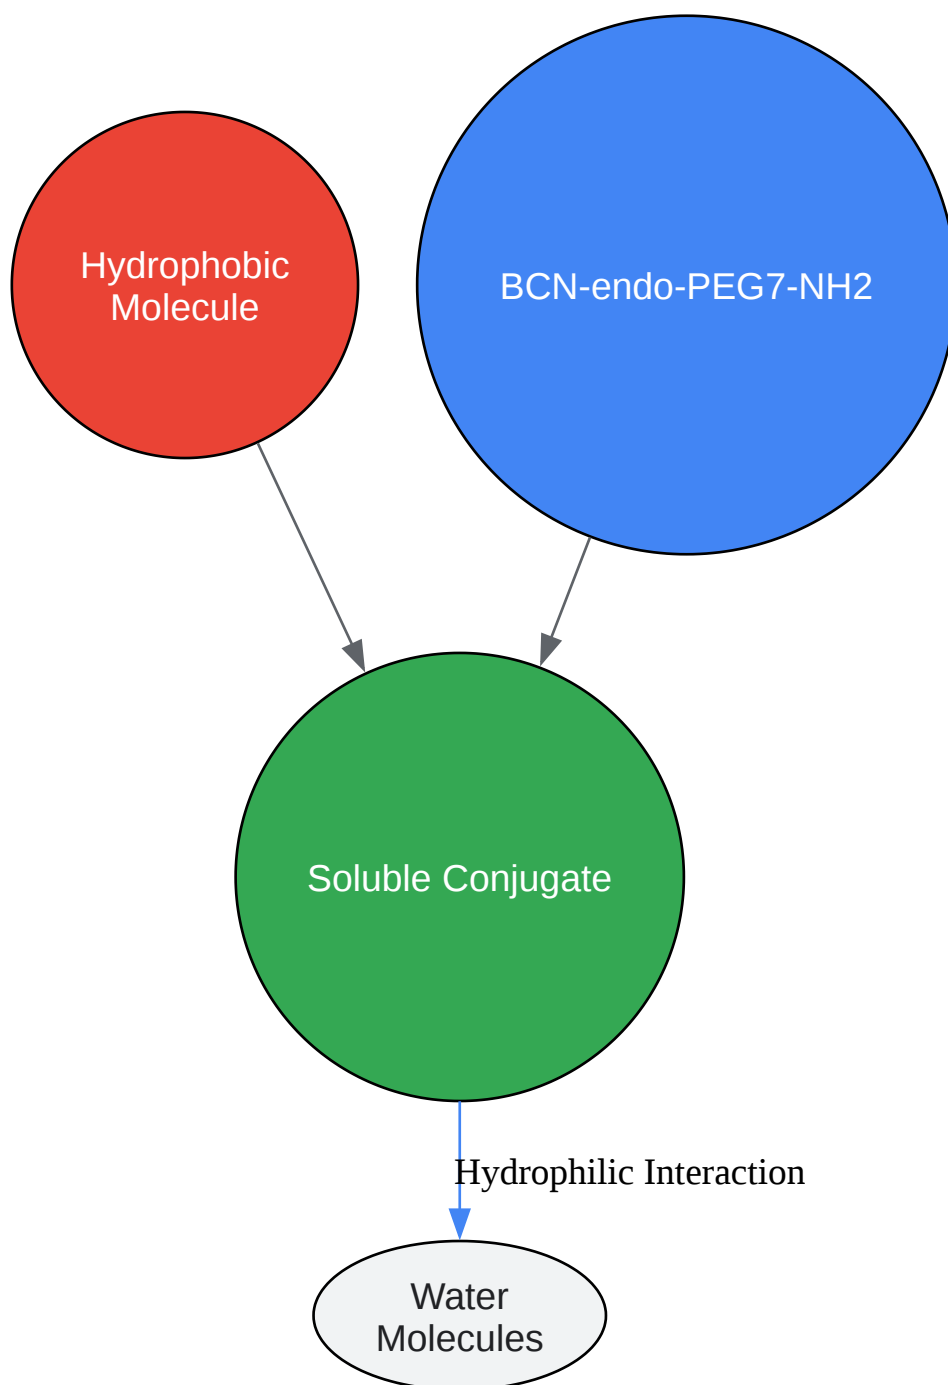 Hydrophobic
Molecule
BCN-endo-PEG7-NH2
Soluble Conjugate
Hydrophilic Interaction
Water
Molecules